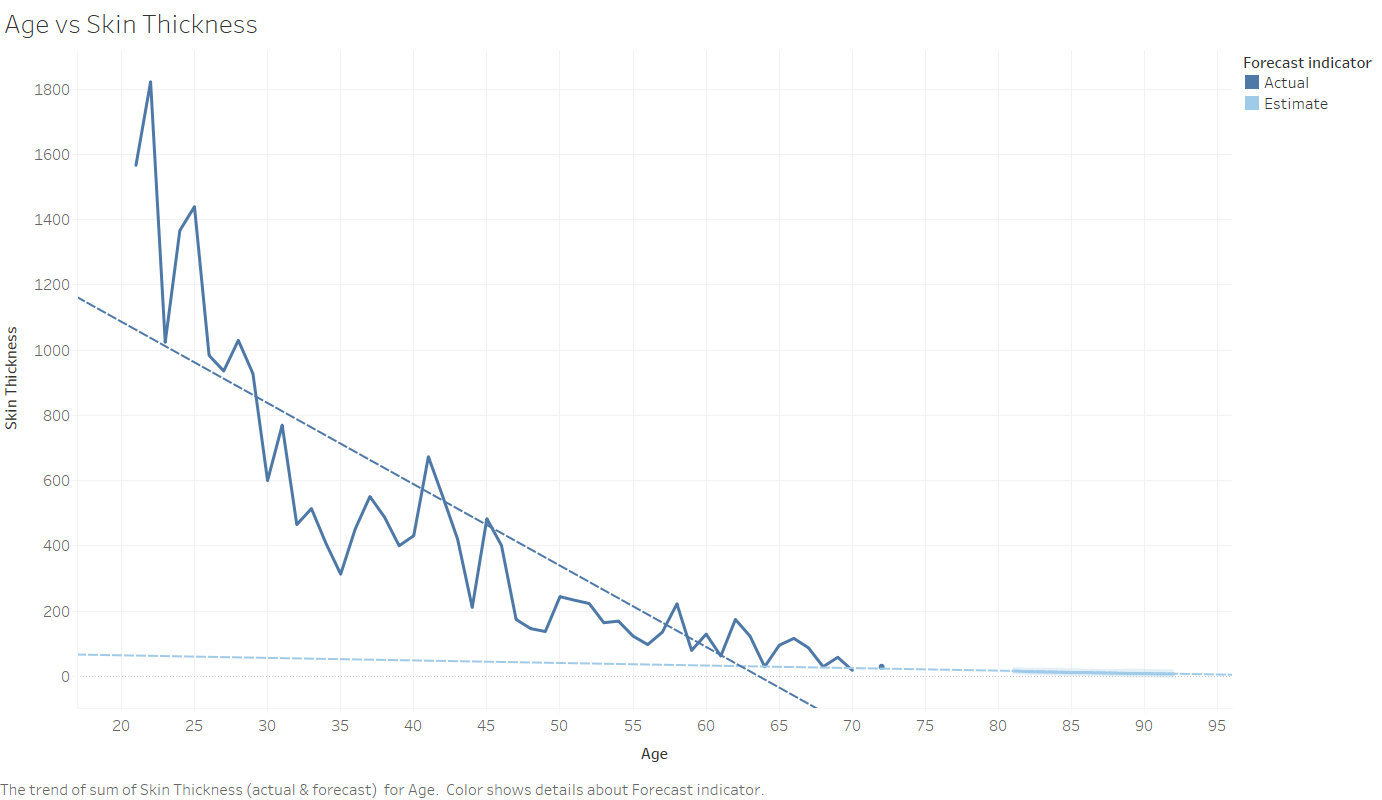 Age vs Skin Thickness
Forecast indicator
Actual
Estimate
Skin Thickness
1800
1600
1400
1200
1000
800
600
400
200
0
20 25 30 35 40 45 50 55 60 65 70 75 80 85 90 95
Age
The trend of sum of Skin Thickness (actual & forecast)  for Age.  Color shows details about Forecast indicator.